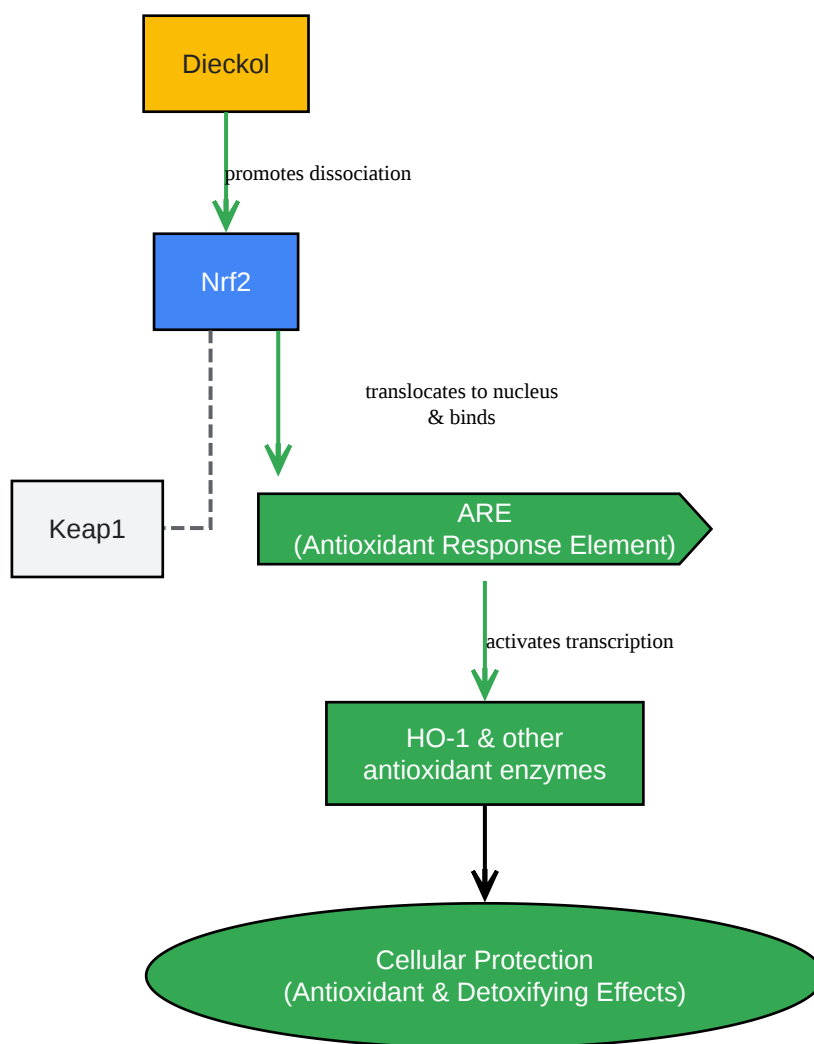 Dieckol
promotes dissociation
Nrf2
translocates to nucleus
& binds
Keap1
ARE
(Antioxidant Response Element)
activates transcription
HO-1 & other
antioxidant enzymes
Cellular Protection
(Antioxidant & Detoxifying Effects)